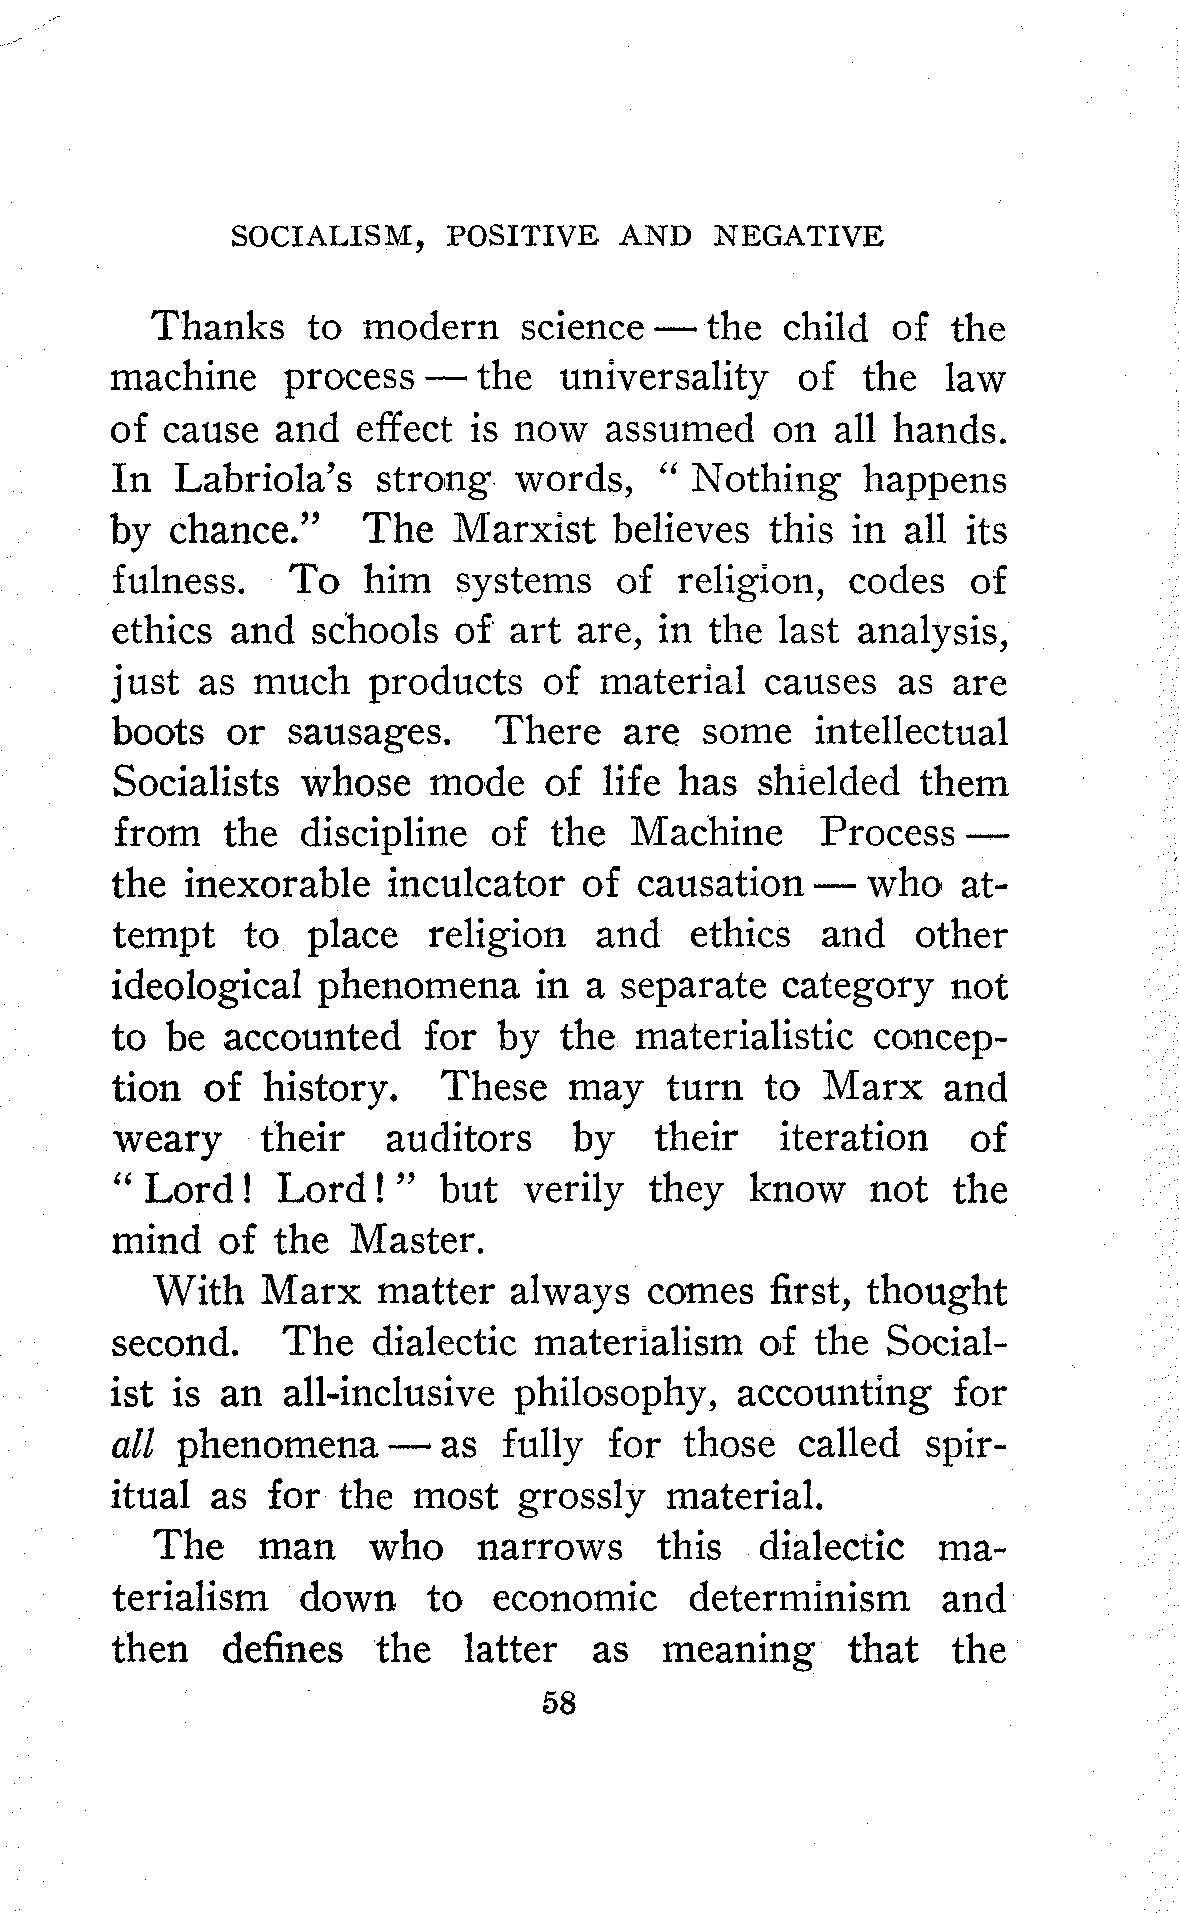 SOCIALISM, POSITIVE AND NEGATIVE
Thanks to modern science — the child of the
machine process — the universality of the law
of cause and effect is now assumed on all hands.
In Labriola's strong words, " Nothing happens
by chance." The Marxist believes this in all its
fulness. To him systems of religion, codes of
ethics and schools of art are, in the last analysis,
just as much products of material causes as are
boots or sausages. There are some intellectual
Socialists whose mode of life has shielded them
from the discipline of the Machine Process —
the inexorable inculcator of causation — who at-
tempt to place religion and ethics and other
ideological phenomena in a separate category not
to be accounted for by the materialistic concep-
tion of history. These may turn to Marx and
weary their auditors by their iteration of
" Lord! Lord! " but verily they know not the
mind of the Master.
With Marx matter always comes first, thought
second. The dialectic materialism of the Social-
ist is an all-inclusive philosophy, accounting for
all phenomena — as fully for those called spir-
itual as for the most grossly material.
The man who narrows this dialectic ma-
terialism down to economic determinism and
then defines the latter as meaning that the
58